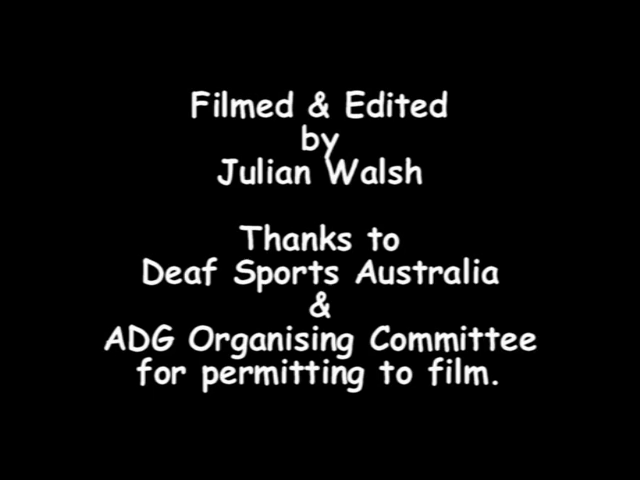 Filmed & Edited
by
Julian Walsh
Thanks to
Deaf Sports Australia
&
ADG Organising Committee
for permitting to film.